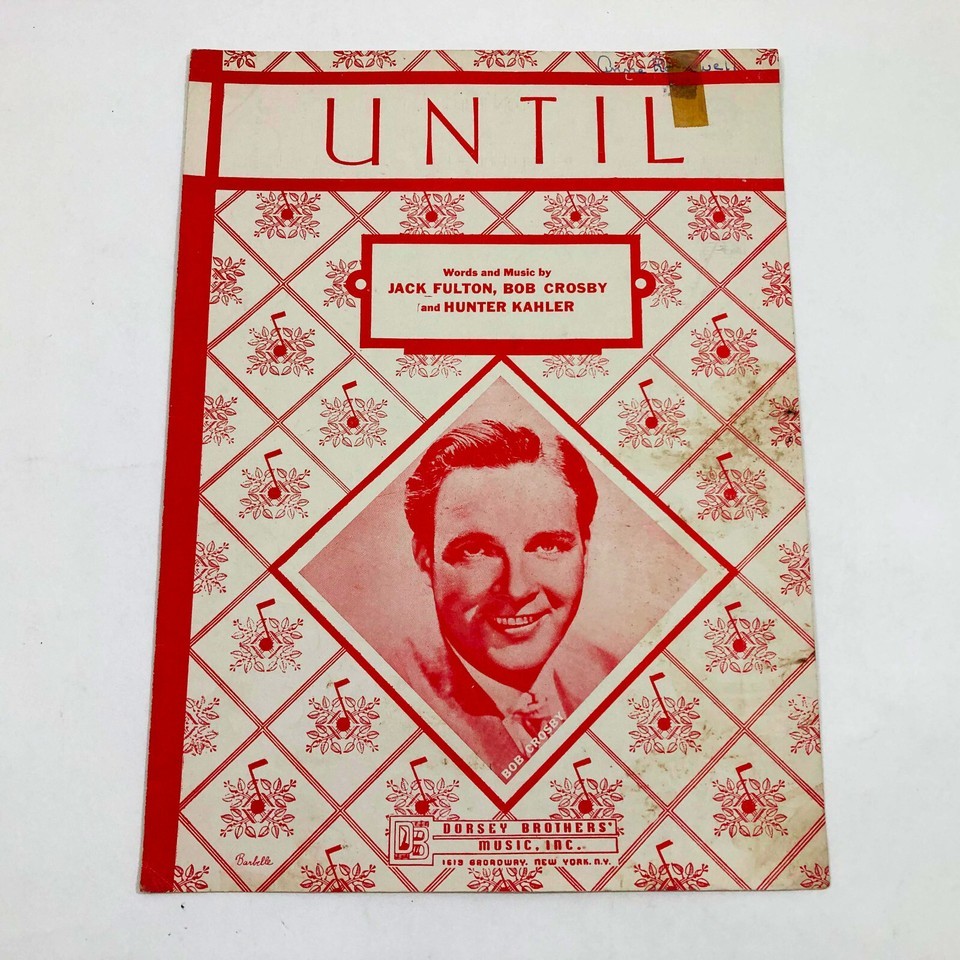 UNTIL
Words and Music by
JACK FULTON, BOB CROSBY
and HUNTER KAHLER
BOB CROSBY
DB
DORSEY BROTHERS'
MUSIC, INC.
1619 BROADWAY, NEW YORK, N.Y.
Barbelle